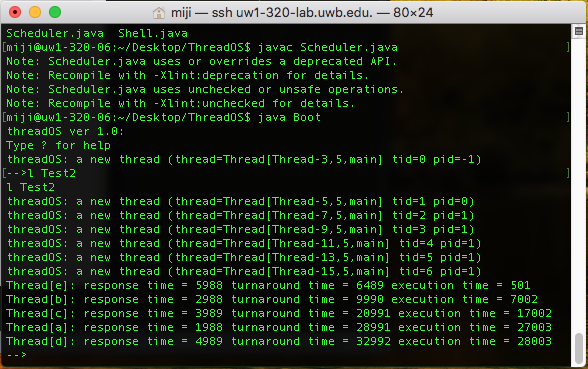 miji — ssh uw1-320-lab.uwb.edu. — 80×24
Scheduler.java  Shell.java
[miji@uw1-320-06:~/Desktop/ThreadOS$ javac Scheduler.java ]
Note: Scheduler.java uses or overrides a deprecated API.
Note: Recompile with -Xlint:deprecation for details.
Note: Scheduler.java uses unchecked or unsafe operations.
Note: Recompile with -Xlint:unchecked for details.
[miji@uw1-320-06:~/Desktop/ThreadOS$ java Boot ]
threadOS ver 1.0:
Type ? for help
threadOS: a new thread (thread=Thread[Thread-3,5,main] tid=0 pid=-1)
[-->l Test2 ]
l Test2
threadOS: a new thread (thread=Thread[Thread-5,5,main] tid=1 pid=0)
threadOS: a new thread (thread=Thread[Thread-7,5,main] tid=2 pid=1)
threadOS: a new thread (thread=Thread[Thread-9,5,main] tid=3 pid=1)
threadOS: a new thread (thread=Thread[Thread-11,5,main] tid=4 pid=1)
threadOS: a new thread (thread=Thread[Thread-13,5,main] tid=5 pid=1)
threadOS: a new thread (thread=Thread[Thread-15,5,main] tid=6 pid=1)
Thread[e]: response time = 5988 turnaround time = 6489 execution time = 501
Thread[b]: response time = 2988 turnaround time = 9990 execution time = 7002
Thread[c]: response time = 3989 turnaround time = 20991 execution time = 17002
Thread[a]: response time = 1988 turnaround time = 28991 execution time = 27003
Thread[d]: response time = 4989 turnaround time = 32992 execution time = 28003
-->